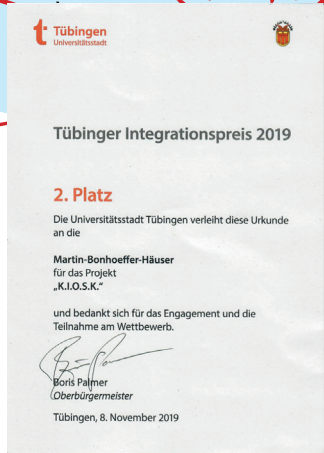 Tübingen
Universitätsstadt
Tübinger Integrationspreis 2019
2. Platz
Die Universitätsstadt Tübingen verleiht diese Urkunde
an die
Martin-Bonhoeffer-Häuser
für das Projekt
„K.I.O.S.K.“
und bedankt sich für das Engagement und die
Teilnahme am Wettbewerb.
Boris Palmer
Oberbürgermeister
Tübingen, 8. November 2019